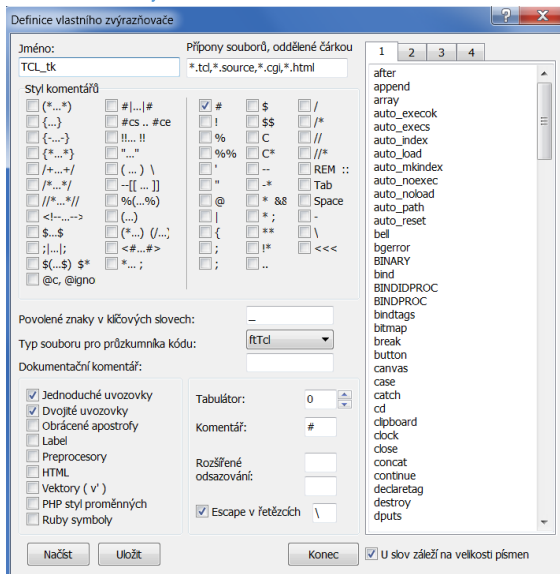 Definice vlastního zvýrazňovače
Jméno:
Přípony souborů, oddělené čárkou
TCL_tk
*.tcl,*.source,*.cgi,*.html
Styl komentářů
(*...*)
{...}
{-...-}
{*...*}
/+...+/
/*...*/
//*...*//
<!--...-->
$...$
;|...|;
$(...$) $*
@c, @igno
#|...|#
#cs .. #ce
!!... !!
"..."
( ... ) \
--[[ ... ]]
%(...%)
(...)
(*...) (/...)
<#...#>
*... ;
#
!
%
%%
'
"
@
|
{
;
;
$
$$
C
C*
--
-*
* &8
* ;
**
!*
..
/
/*
//
//*
REM ::
Tab
Space
-
\
<<<
Povolené znaky v klíčových slovech:
_
Typ souboru pro průzkumníka kódu:
ftTcl
Dokumentační komentář:
Jednoduché uvozovky
Dvojité uvozovky
Obrácené apostrofy
Label
Preprocesory
HTML
Vektory ( v' )
PHP styl proměnných
Ruby symboly
Tabulátor:
0
Komentář:
#
Rozšířené
odsazování:
Escape v řetězcích
\
Načíst
Uložit
Konec
1
2
3
4
after
append
array
auto_execok
auto_execs
auto_index
auto_load
auto_mkindex
auto_noexec
auto_noload
auto_path
auto_reset
bell
bgerror
BINARY
bind
BINDIDPROC
BINDPROC
bindtags
bitmap
break
button
canvas
case
catch
cd
clipboard
clock
close
concat
continue
declaretag
destroy
dputs
U slov záleží na velikosti písmen